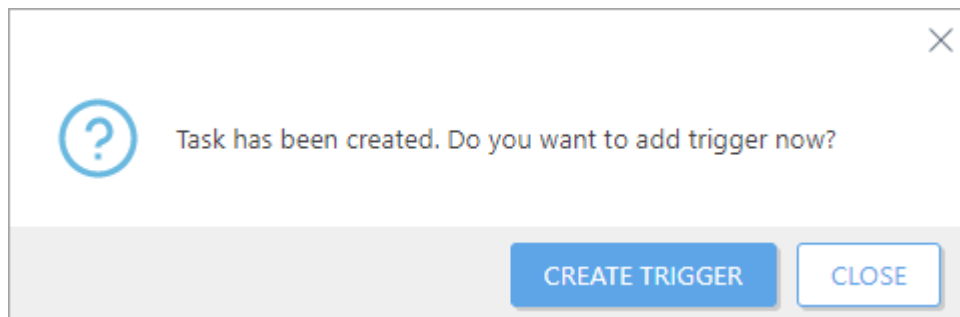 Task has been created. Do you want to add trigger now?
CREATE TRIGGER
CLOSE